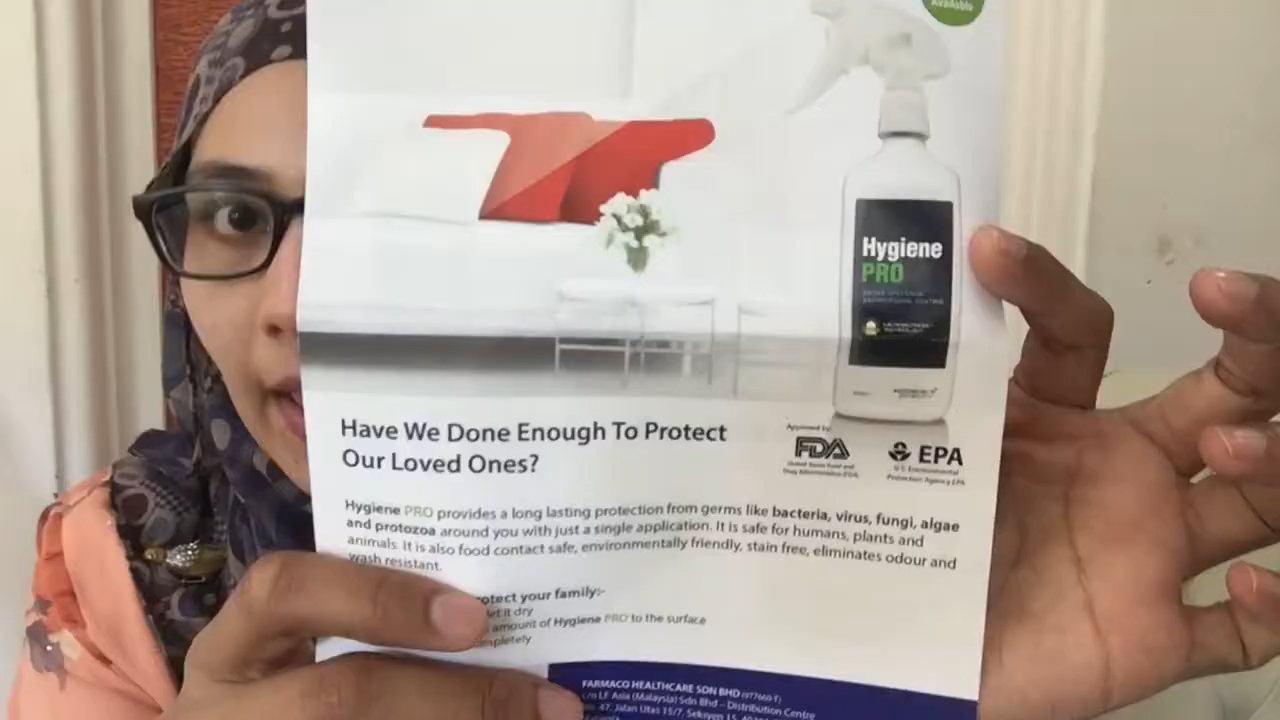 Available
Hygiene
PRO
Have We Done Enough To Protect
Our Loved Ones?
Approved by:
FDA
United States Food and
Drug Administration (FDA)
EPA
U.S. Environmental
Protection Agency EPA
Hygiene PRO provides a long lasting protection from germs like bacteria, virus, fungi, algae
and protozoa around you with just a single application. It is safe for humans, plants and
animals. It is also food contact safe, environmentally friendly, stain free, eliminates odour and
wash resistant.
protect your family:-
let it dry
amount of Hygiene PRO to the surface
FARMACO HEALTHCARE SDN BHD (977660-T)
c/o LF Asia (Malaysia) Sdn Bhd – Distribution Centre
47, Jalan Utas 15/7, Seksyen 15,